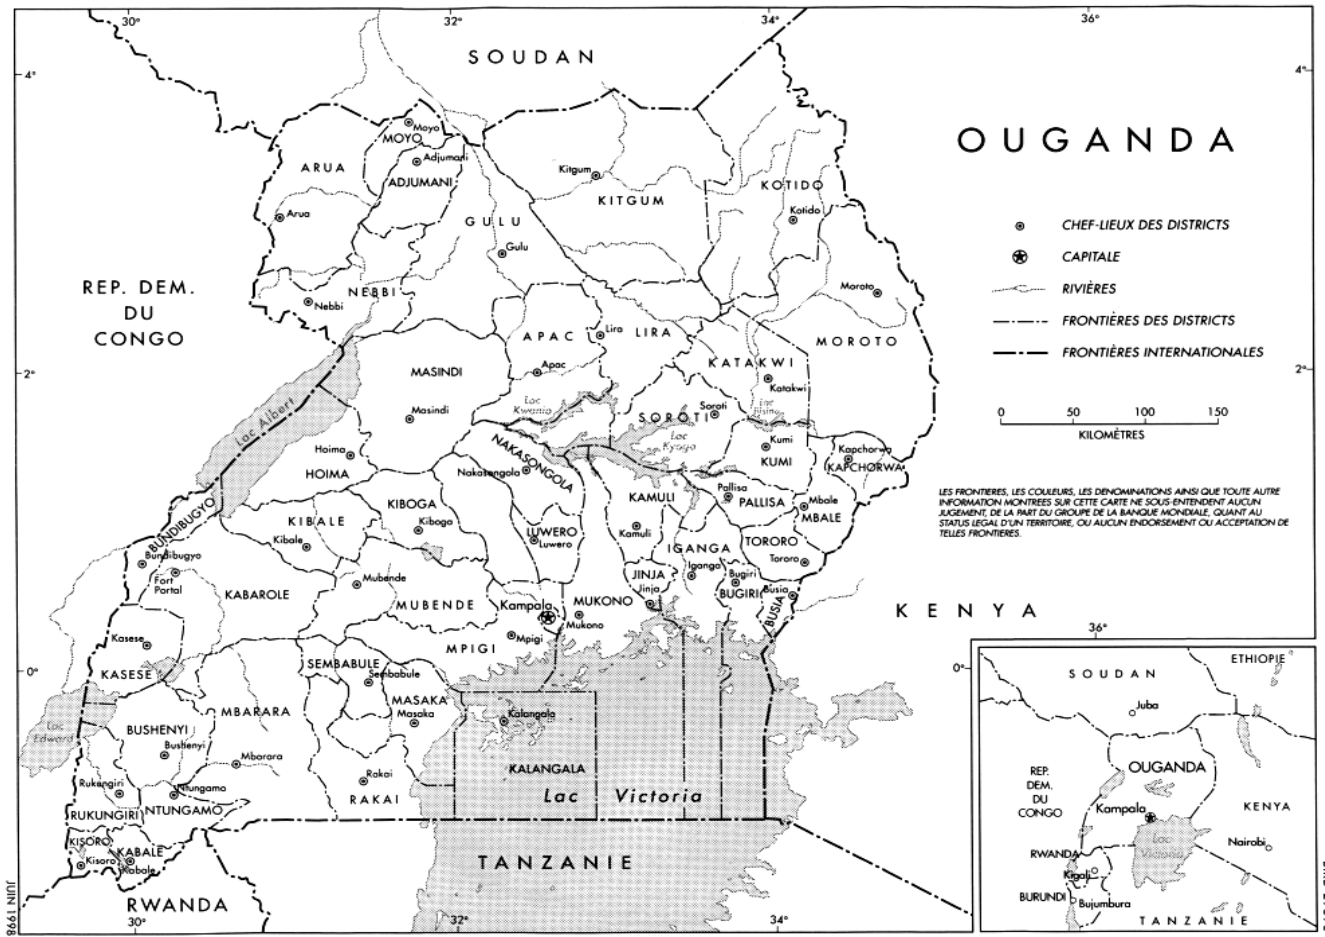 30°
32°
34°
36°
4°
4°
SOUDAN
OUGANDA
Moyo
MOYO
Adjumani
ADJUMANI
ARUA
Arua
Kitgum
KITGUM
KOTIDO
Kotido
GULU
Gulu
CHEF-LIEUX DES DISTRICTS
CAPITALE
RIVIÈRES
FRONTIÈRES DES DISTRICTS
FRONTIÈRES INTERNATIONALES
REP. DEM.
DU
CONGO
NEBBI
Nebbi
Moroto
MOROTO
APAC
Apac
Lira
LIRA
KATAKWI
Katakwi
2°
2°
MASINDI
Masindi
Lac Albert
Lac
Kwania
SOROTI
Soroti
Lac
Kyoga
0 50 100 150
KILOMÈTRES
Hoima
HOIMA
NAKASONGOLA
Nakasongola
Kumi
KUMI
Kapchorwa
KAPCHORWA
BUNDIBUGYO
Bundibugyo
KIBALE
Kibale
KIBOGA
Kiboga
LUWERO
Luwero
KAMULI
Kamuli
Pallisa
PALLISA
Mbale
MBALE
LES FRONTIERES, LES COULEURS, LES DENOMINATIONS AINSI QUE TOUTE AUTRE
INFORMATION MONTREES SUR CETTE CARTE NE SOUS-ENTENDENT AUCUN
JUGEMENT, DE LA PART DU GROUPE DE LA BANQUE MONDIALE, QUANT AU
STATUS LEGAL D'UN TERRITOIRE, OU AUCUN ENDORSEMENT OU ACCEPTATION DE
TELLES FRONTIERES.
Fort
Portal
KABAROLE
Mubende
MUBENDE
Kampala
MUKONO
Mukono
JINJA
Jinja
IGANGA
Iganga
Bugiri
BUGIRI
TORORO
Tororo
Busia
BUSIA
KENYA
Kasese
KASESE
Mpigi
MPIGI
0°
0°
SEMBABULE
Sembabule
MASAKA
Masaka
Kalangala
KALANGALA
Lac
Edward
BUSHENYI
Bushenyi
MBARARA
Mbarara
Rakai
RAKAI
Rukungiri
RUKUNGIRI
Ntungamo
NTUNGAMO
KISORO
Kisoro
KABALE
Kabale
Lac Victoria
TANZANIE
RWANDA
30°
32°
34°
JUIN 1998
36°
SOUDAN
ETHIOPIE
Juba
REP.
DEM.
DU
CONGO
OUGANDA
Kampala
KENYA
Nairobi
Lac
Victoria
RWANDA
Kigali
BURUNDI
Bujumbura
TANZANIE